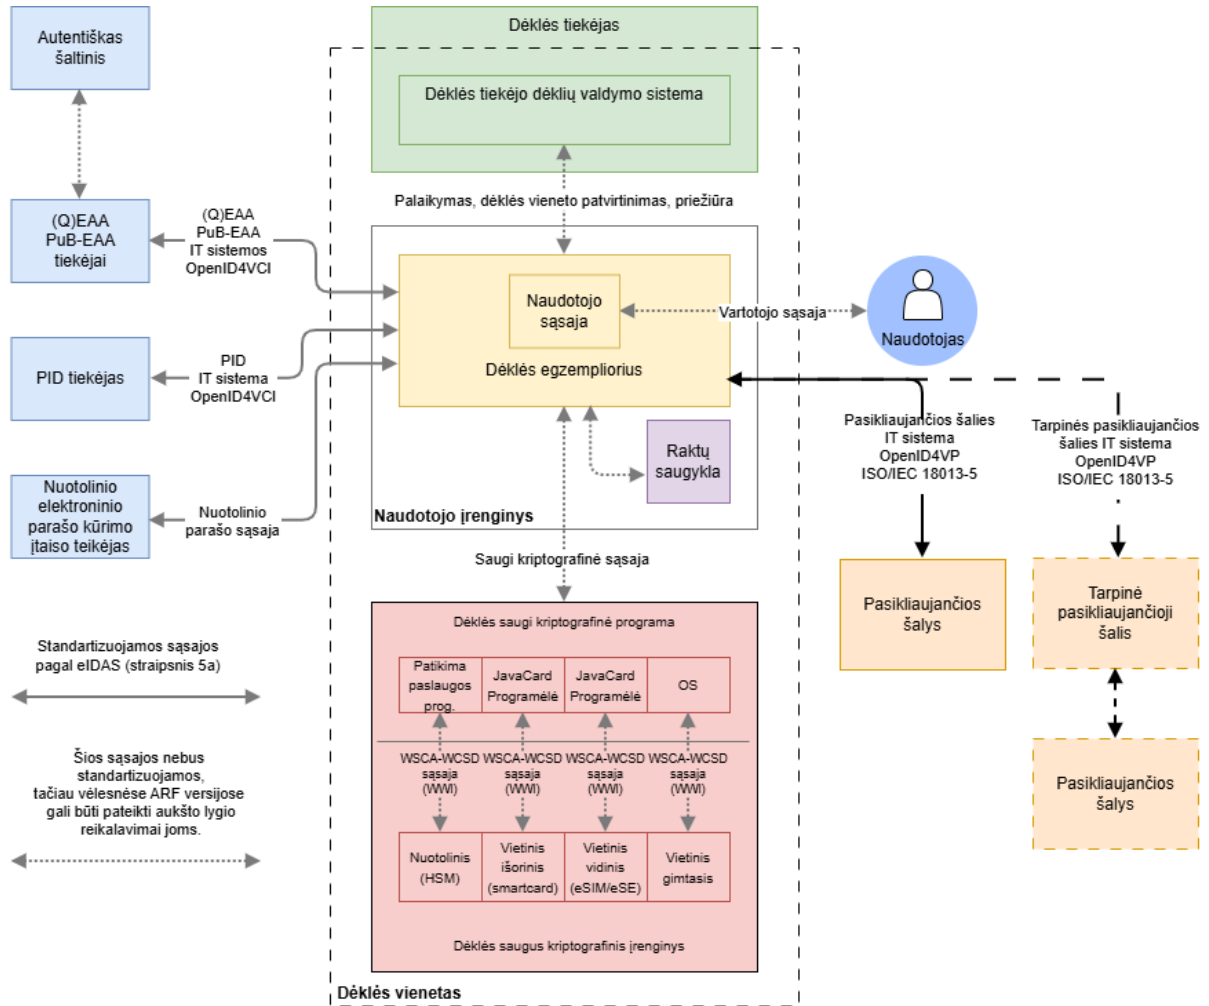 Autentiškas
šaltinis
Dėklės tiekėjas
Dėklės tiekėjo dėklių valdymo sistema
Palaikymas, dėklės vieneto patvirtinimas, priežiūra
(Q)EAA
PuB-EAA
tiekėjai
(Q)EAA
PuB-EAA
IT sistemos
OpenID4VCI
Naudotojo
sąsaja
Vartotojo sąsaja
Naudotojas
Dėklės egzempliorius
PID tiekėjas
PID
IT sistema
OpenID4VCI
Raktų
saugykla
Naudotojo įrenginys
Pasikliaujančios šalies
IT sistema
OpenID4VP
ISO/IEC 18013-5
Tarpinės pasikliaujančios
šalies IT sistema
OpenID4VP
ISO/IEC 18013-5
Nuotolinio
elektroninio
parašo kūrimo
įtaiso teikėjas
Nuotolinio
parašo sąsaja
Saugi kriptografinė sąsaja
Pasikliaujančios
šalys
Tarpinė
pasikliaujančioji
šalis
Pasikliaujančios
šalys
Dėklės saugi kriptografinė programa
Patikima
paslaugos
prog.
JavaCard
Programėlė
JavaCard
Programėlė
OS
WSCA-WCSD
sąsaja
(WWI)
WSCA-WCSD
sąsaja
(WWI)
WSCA-WCSD
sąsaja
(WWI)
WSCA-WCSD
sąsaja
(WWI)
Nuotolinis
(HSM)
Vietinis
išorinis
(smartcard)
Vietinis
vidinis
(eSIM/eSE)
Vietinis
gimtasis
Dėklės saugus kriptografinis įrenginys
Dėklės vienetas
Standartizuojamos sąsajos
pagal eIDAS (straipsnis 5a)
Šios sąsajos nebus
standartizuojamos,
tačiau vėlesnėse ARF versijose
gali būti pateikti aukšto lygio
reikalavimai joms.